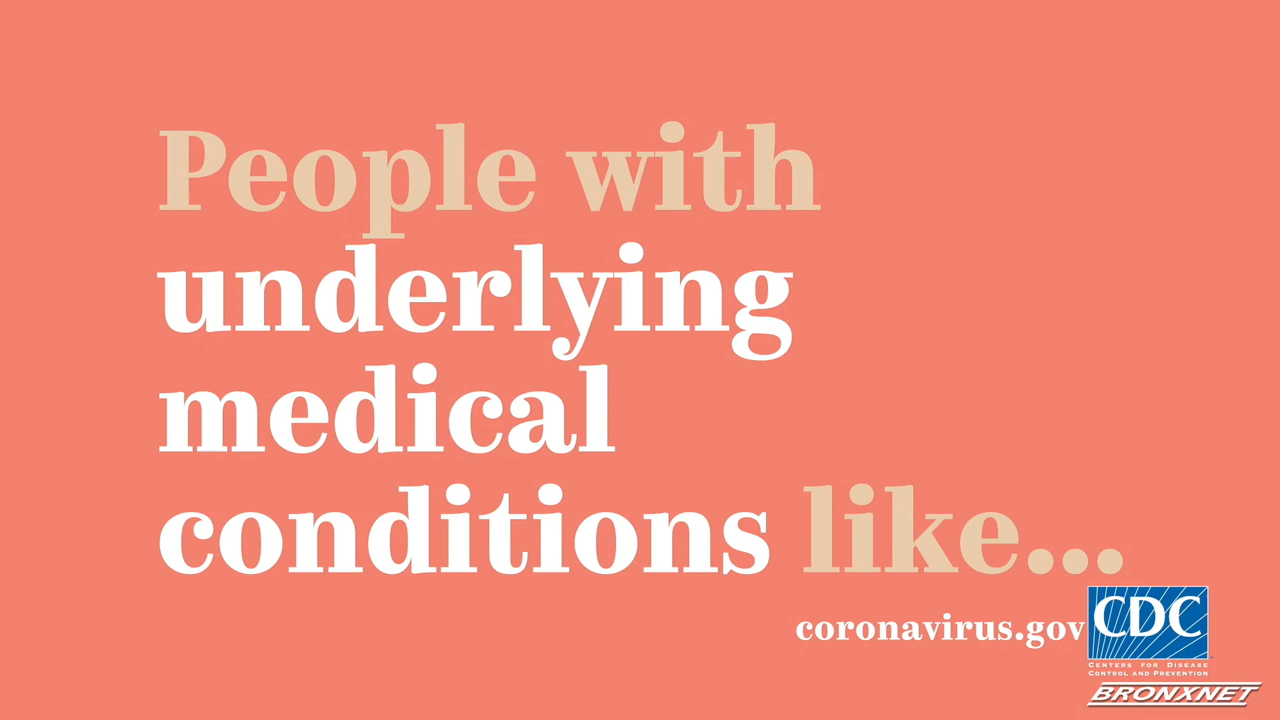 People with
underlying
medical
conditions like...
coronavirus.gov
CDC
CENTERS FOR DISEASE
CONTROL AND PREVENTION
BRONXNET